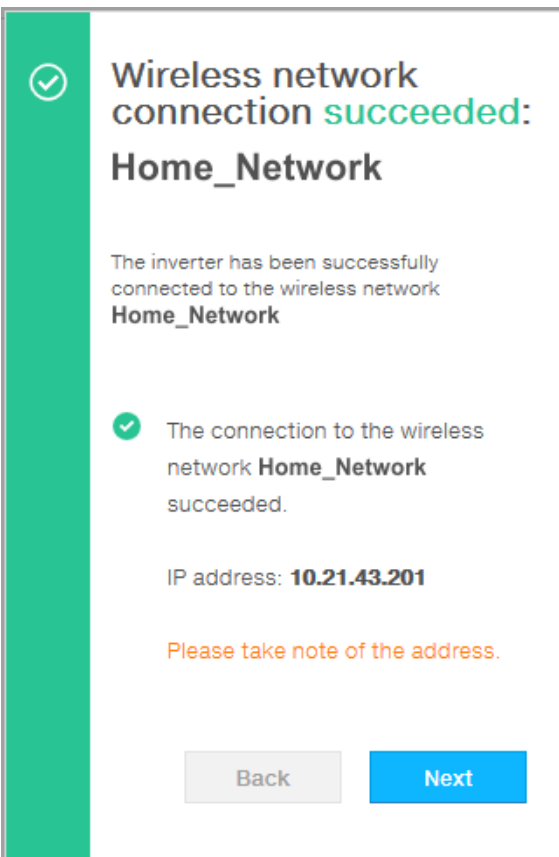 Wireless network
connection succeeded:
Home_Network
The inverter has been successfully
connected to the wireless network
Home_Network
The connection to the wireless
network Home_Network
succeeded.
IP address: 10.21.43.201
Please take note of the address.
Back
Next